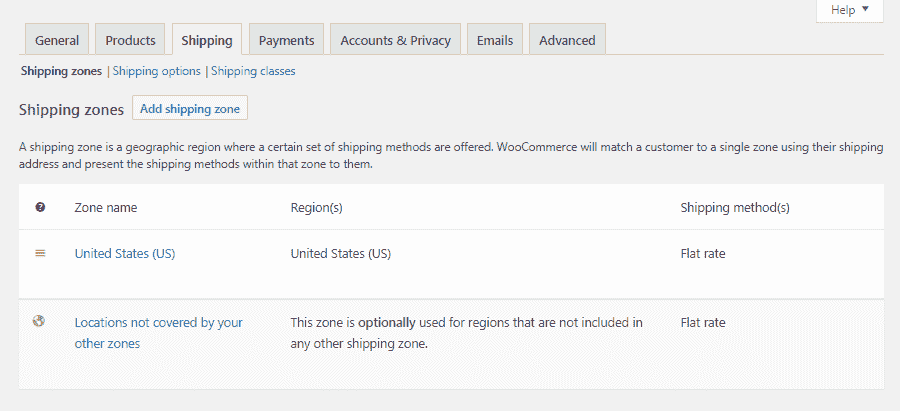 Help ▼
General Products Shipping Payments Accounts & Privacy Emails Advanced
Shipping zones | Shipping options | Shipping classes
Shipping zones Add shipping zone
A shipping zone is a geographic region where a certain set of shipping methods are offered. WooCommerce will match a customer to a single zone using their shipping
address and present the shipping methods within that zone to them.
? Zone name Region(s) Shipping method(s)
United States (US) United States (US) Flat rate
Locations not covered by your This zone is optionally used for regions that are not included in Flat rate
other zones any other shipping zone.